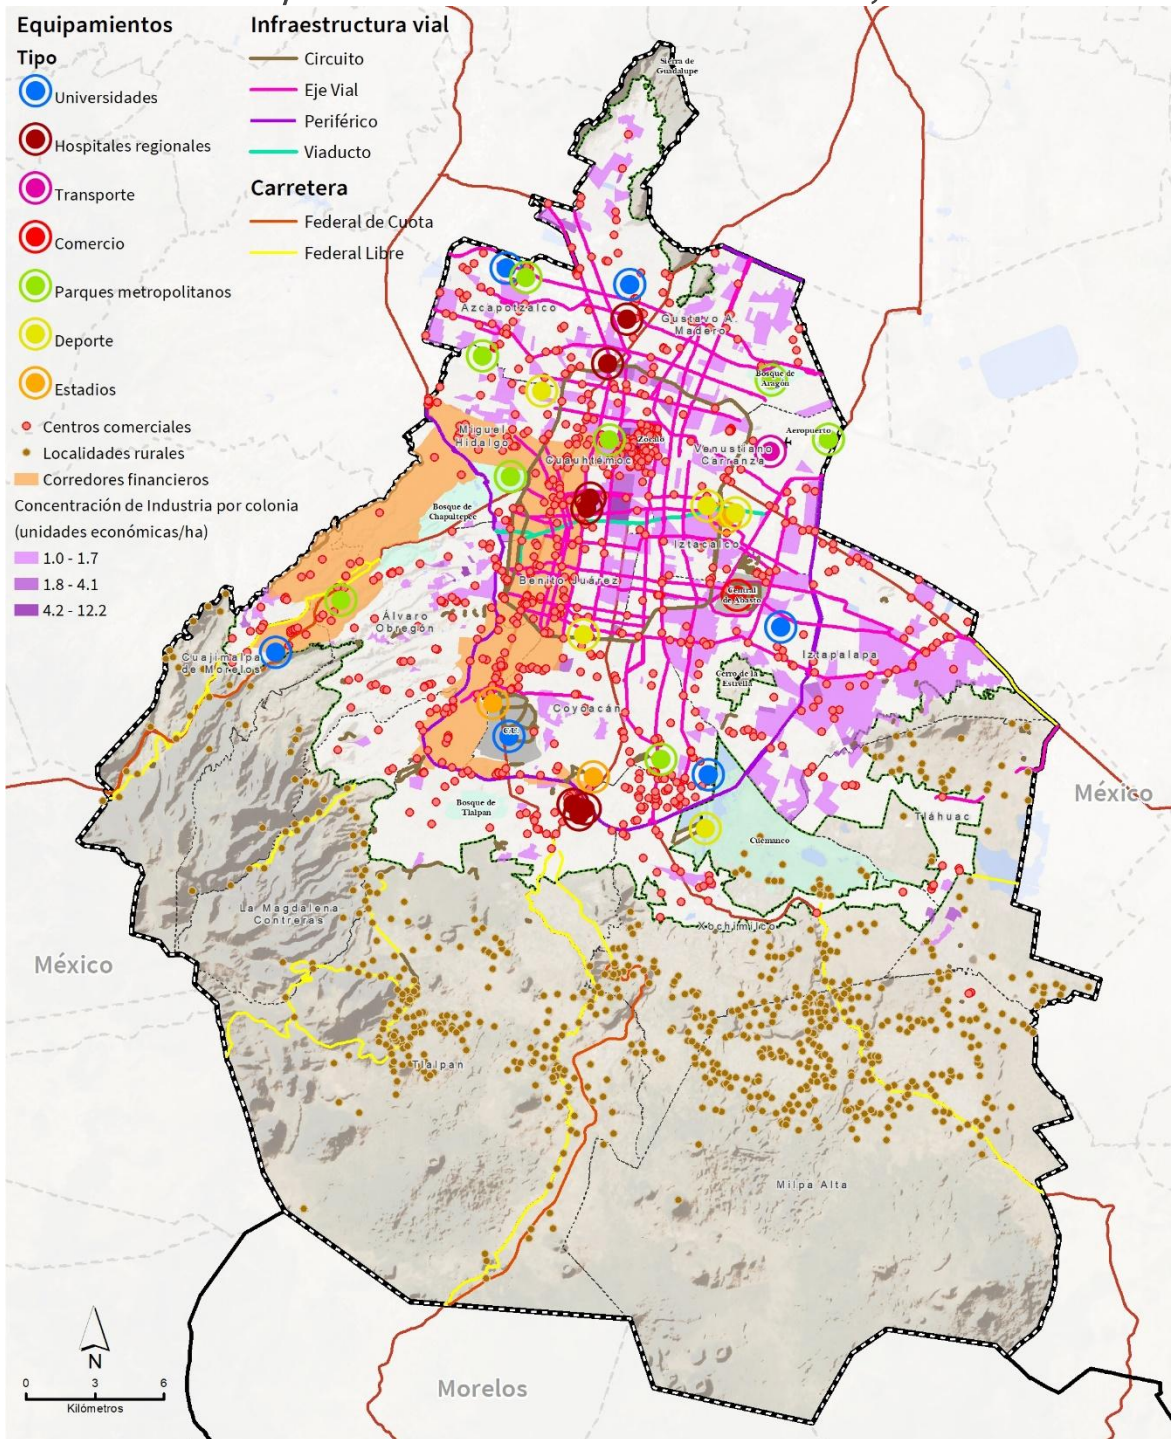 Equipamientos
Tipo
Universidades
Hospitales regionales
Transporte
Comercio
Parques metropolitanos
Deporte
Estadios
Centros comerciales
Localidades rurales
Corredores financieros
Concentración de Industria por colonia
(unidades económicas/ha)
1.0 - 1.7
1.8 - 4.1
4.2 - 12.2
Infraestructura vial
Circuito
Eje Vial
Periférico
Viaducto
Carretera
Federal de Cuota
Federal Libre
Sierra de
Guadalupe
Azcapotzalco
Gustavo A.
Madero
Bosque de
Aragón
Miguel
Hidalgo
Cuauhtémoc
Zócalo
Venustiano
Carranza
Aeropuerto
Bosque de
Chapultepec
Iztacalco
Benito Juárez
Central
de Abasto
Álvaro
Obregón
Cuajimalpa
de Morelos
Iztapalapa
Cerro de la
Estrella
Coyoacán
C.U.
Bosque de
Tlalpan
México
Tláhuac
Cuemanco
La Magdalena
Contreras
Xochimilco
México
Tlalpan
Milpa Alta
Morelos
N
0 3 6
Kilómetros